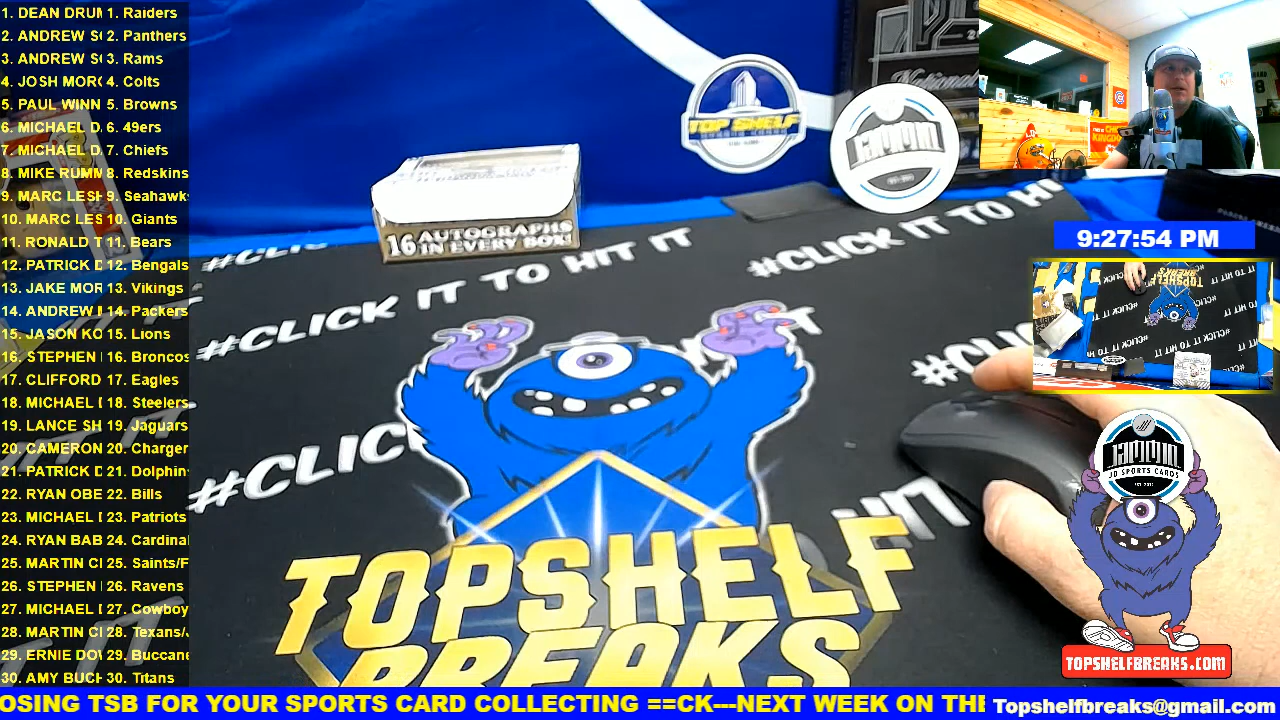 1. DEAN DRUM 1. Raiders
2. ANDREW S 2. Panthers
3. ANDREW S 3. Rams
4. JOSH MOR 4. Colts
5. PAUL WINN 5. Browns
6. MICHAEL D. 6. 49ers
7. MICHAEL D. 7. Chiefs
8. MIKE RUMM 8. Redskins
9. MARC LESH 9. Seahawk
10. MARC LES 10. Giants
11. RONALD T 11. Bears
12. PATRICK D 12. Bengals
13. JAKE MOR 13. Vikings
14. ANDREW 14. Packers
15. JASON KO 15. Lions
16. STEPHEN 16. Broncos
17. CLIFFORD 17. Eagles
18. MICHAEL 18. Steelers
19. LANCE SH 19. Jaguars
20. CAMERON 20. Charger
21. PATRICK D 21. Dolphin
22. RYAN OBE 22. Bills
23. MICHAEL 23. Patriots
24. RYAN BAB 24. Cardina
25. MARTIN C 25. Saints/F
26. STEPHEN 26. Ravens
27. MICHAEL 27. Cowboy
28. MARTIN C 28. Texans/J
29. ERNIE DO 29. Buccane
30. AMY BUCH 30. Titans
TOP SHELF
JAMMID
National
16 AUTOGRAPHS
IN EVERY BOX!
#CLICK IT TO HIT IT
#CLICK IT TO HIT IT
#CLICK
#CLIC
HIT
TOPSHELF
BREAKS
9:27:54 PM
JD SPORTS CARDS
TOPSHELFBREAKS.COM
OSING TSB FOR YOUR SPORTS CARD COLLECTING ==CK---NEXT WEEK ON TH
Topshelfbreaks@gmail.com